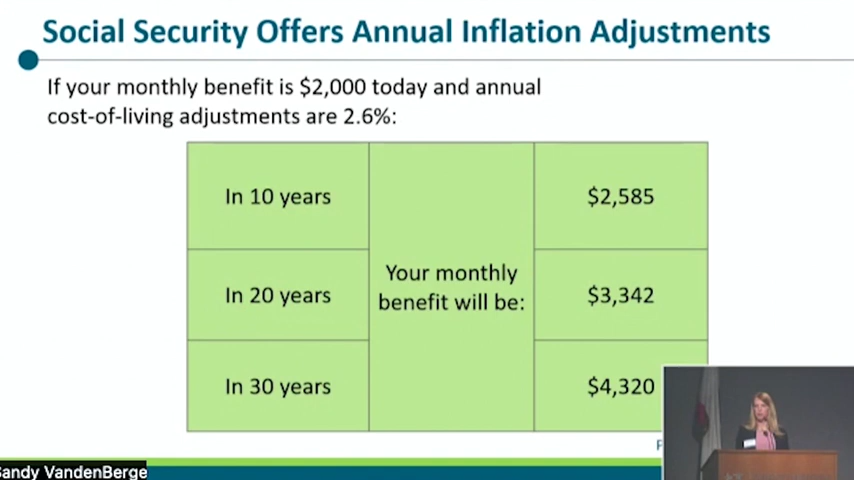 Social Security Offers Annual Inflation Adjustments
If your monthly benefit is $2,000 today and annual
cost-of-living adjustments are 2.6%:
In 10 years
$2,585
Your monthly
benefit will be:
In 20 years
$3,342
In 30 years
$4,320
Sandy VandenBerge